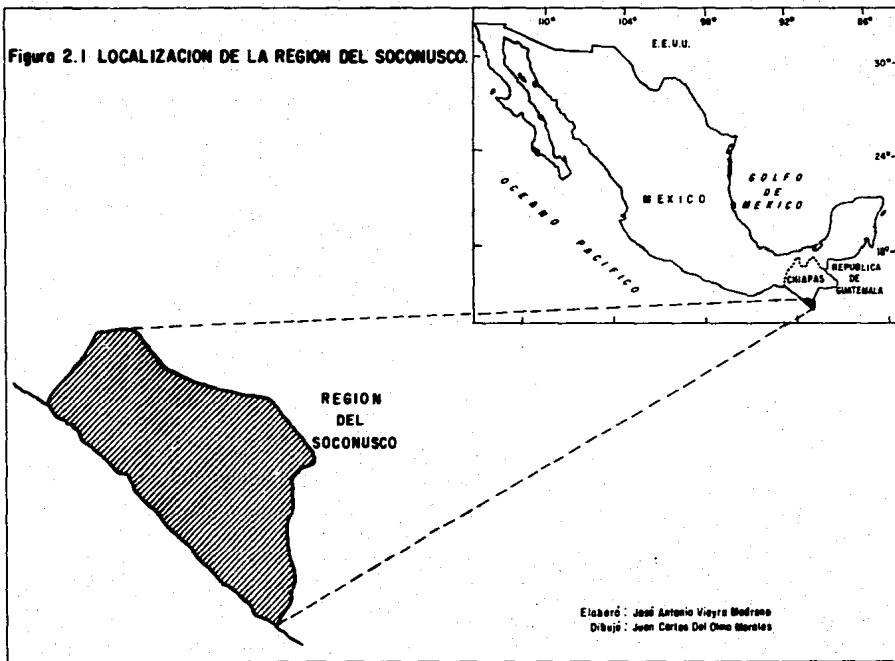 Figura 2.1 LOCALIZACION DE LA REGION DEL SOCONUSCO.
110° 104° 98° 92° 86°
E.E.U.U.
30°
24°
GOLFO
DE
MEXICO
MEXICO
OCEANO PACIFICO
18°
CHIAPAS
REPUBLICA
DE
GUATEMALA
REGION
DEL
SOCONUSCO
Elaboró : José Antonio Vieyra Medrano
Dibujó : Juan Carlos Del Olmo Morales